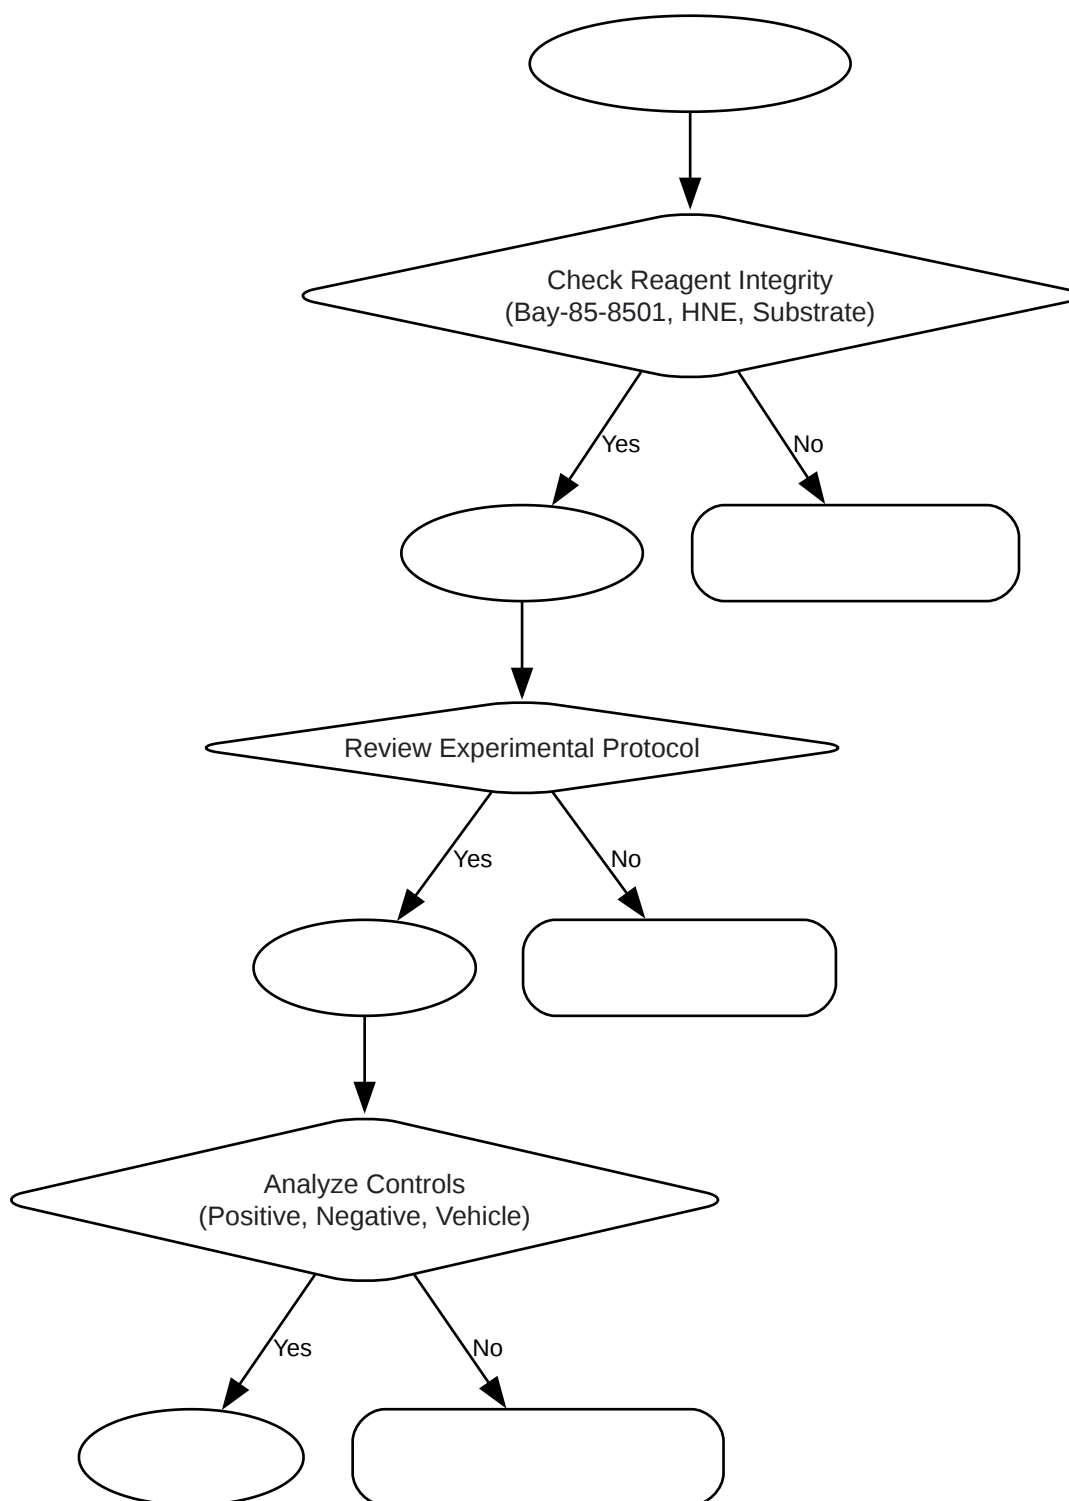 Check Reagent Integrity
(Bay-85-8501, HNE, Substrate)
Yes
No
Review Experimental Protocol
Yes
No
Analyze Controls
(Positive, Negative, Vehicle)
Yes
No